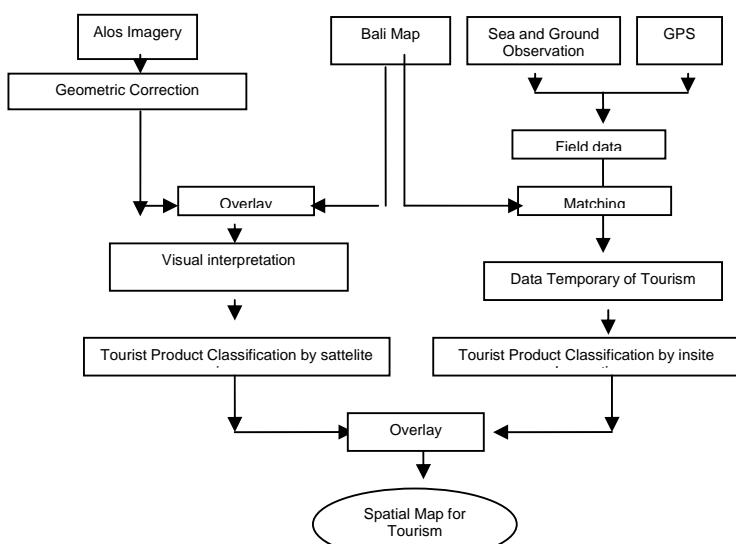 Alos Imagery
Bali Map
Sea and Ground
Observation
GPS
Geometric Correction
Field data
Overlay
Matching
Visual interpretation
Data Temporary of Tourism
Tourist Product Classification by sattelite
Tourist Product Classification by insite
Overlay
Spatial Map for
Tourism